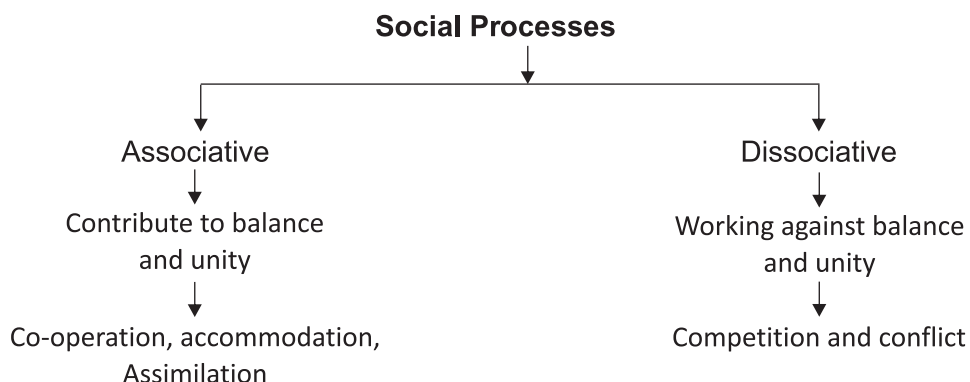 Social Processes
Associative
Dissociative
Contribute to balance
and unity
Working against balance
and unity
Co-operation, accommodation,
Assimilation
Competition and conflict